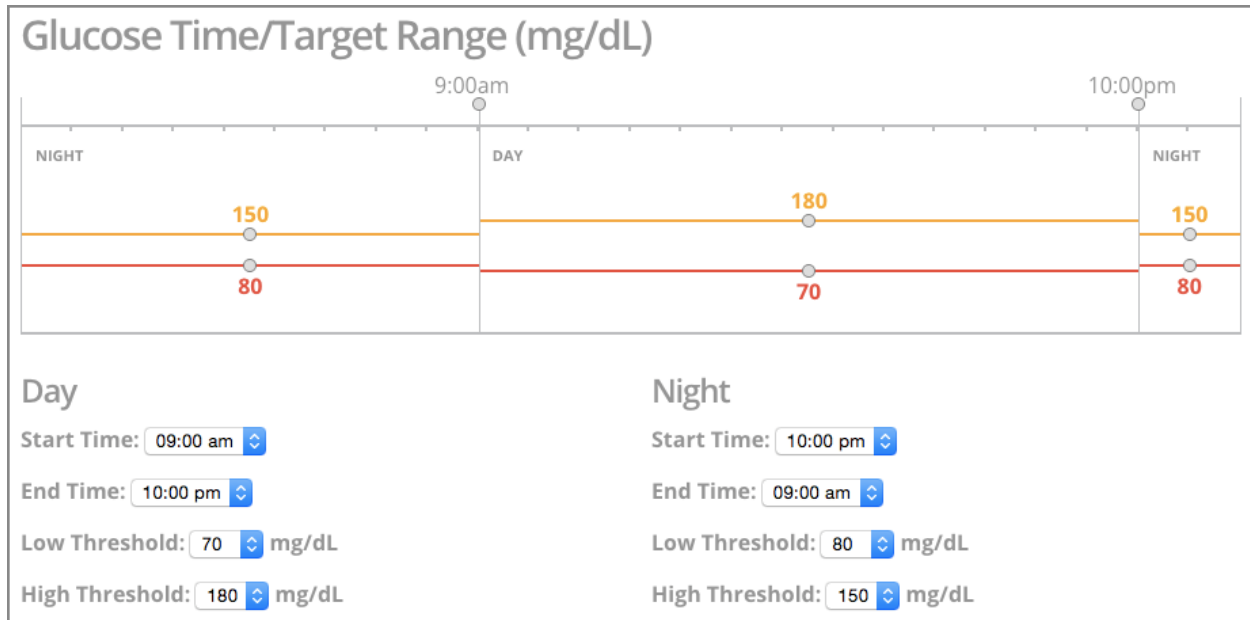 Glucose Time/Target Range (mg/dL)
9:00am 10:00pm
NIGHT DAY NIGHT
180
150 150
80 80
70
Day
Start Time: 09:00 am
End Time: 10:00 pm
Low Threshold: 70 mg/dL
High Threshold: 180 mg/dL
Night
Start Time: 10:00 pm
End Time: 09:00 am
Low Threshold: 80 mg/dL
High Threshold: 150 mg/dL